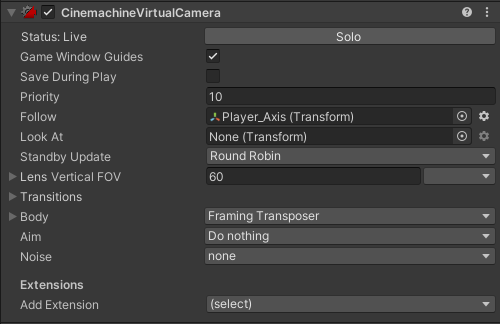 CinemachineVirtualCamera
Status: Live Solo
Game Window Guides
Save During Play
Priority 10
Follow Player_Axis (Transform)
Look At None (Transform)
Standby Update Round Robin
Lens Vertical FOV 60
Transitions
Body Framing Transposer
Aim Do nothing
Noise none
Extensions
Add Extension (select)